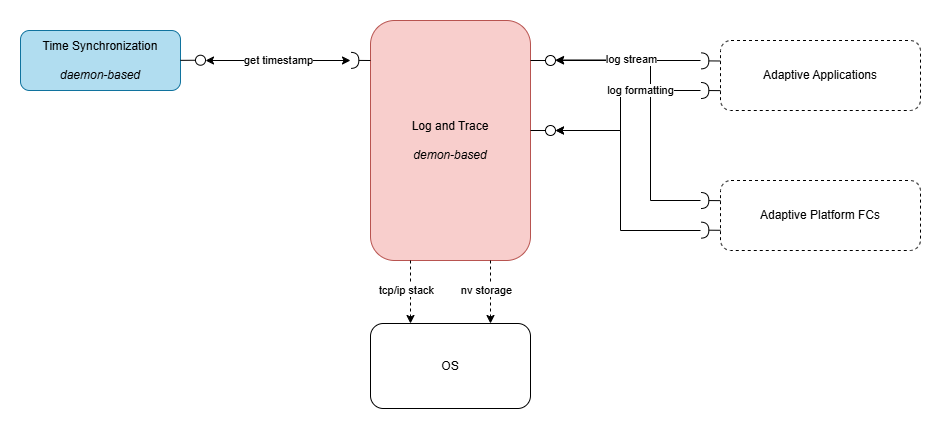 Time Synchronization
daemon-based
get timestamp
Log and Trace
demon-based
log stream
log formatting
Adaptive Applications
Adaptive Platform FCs
tcp/ip stack
nv storage
OS